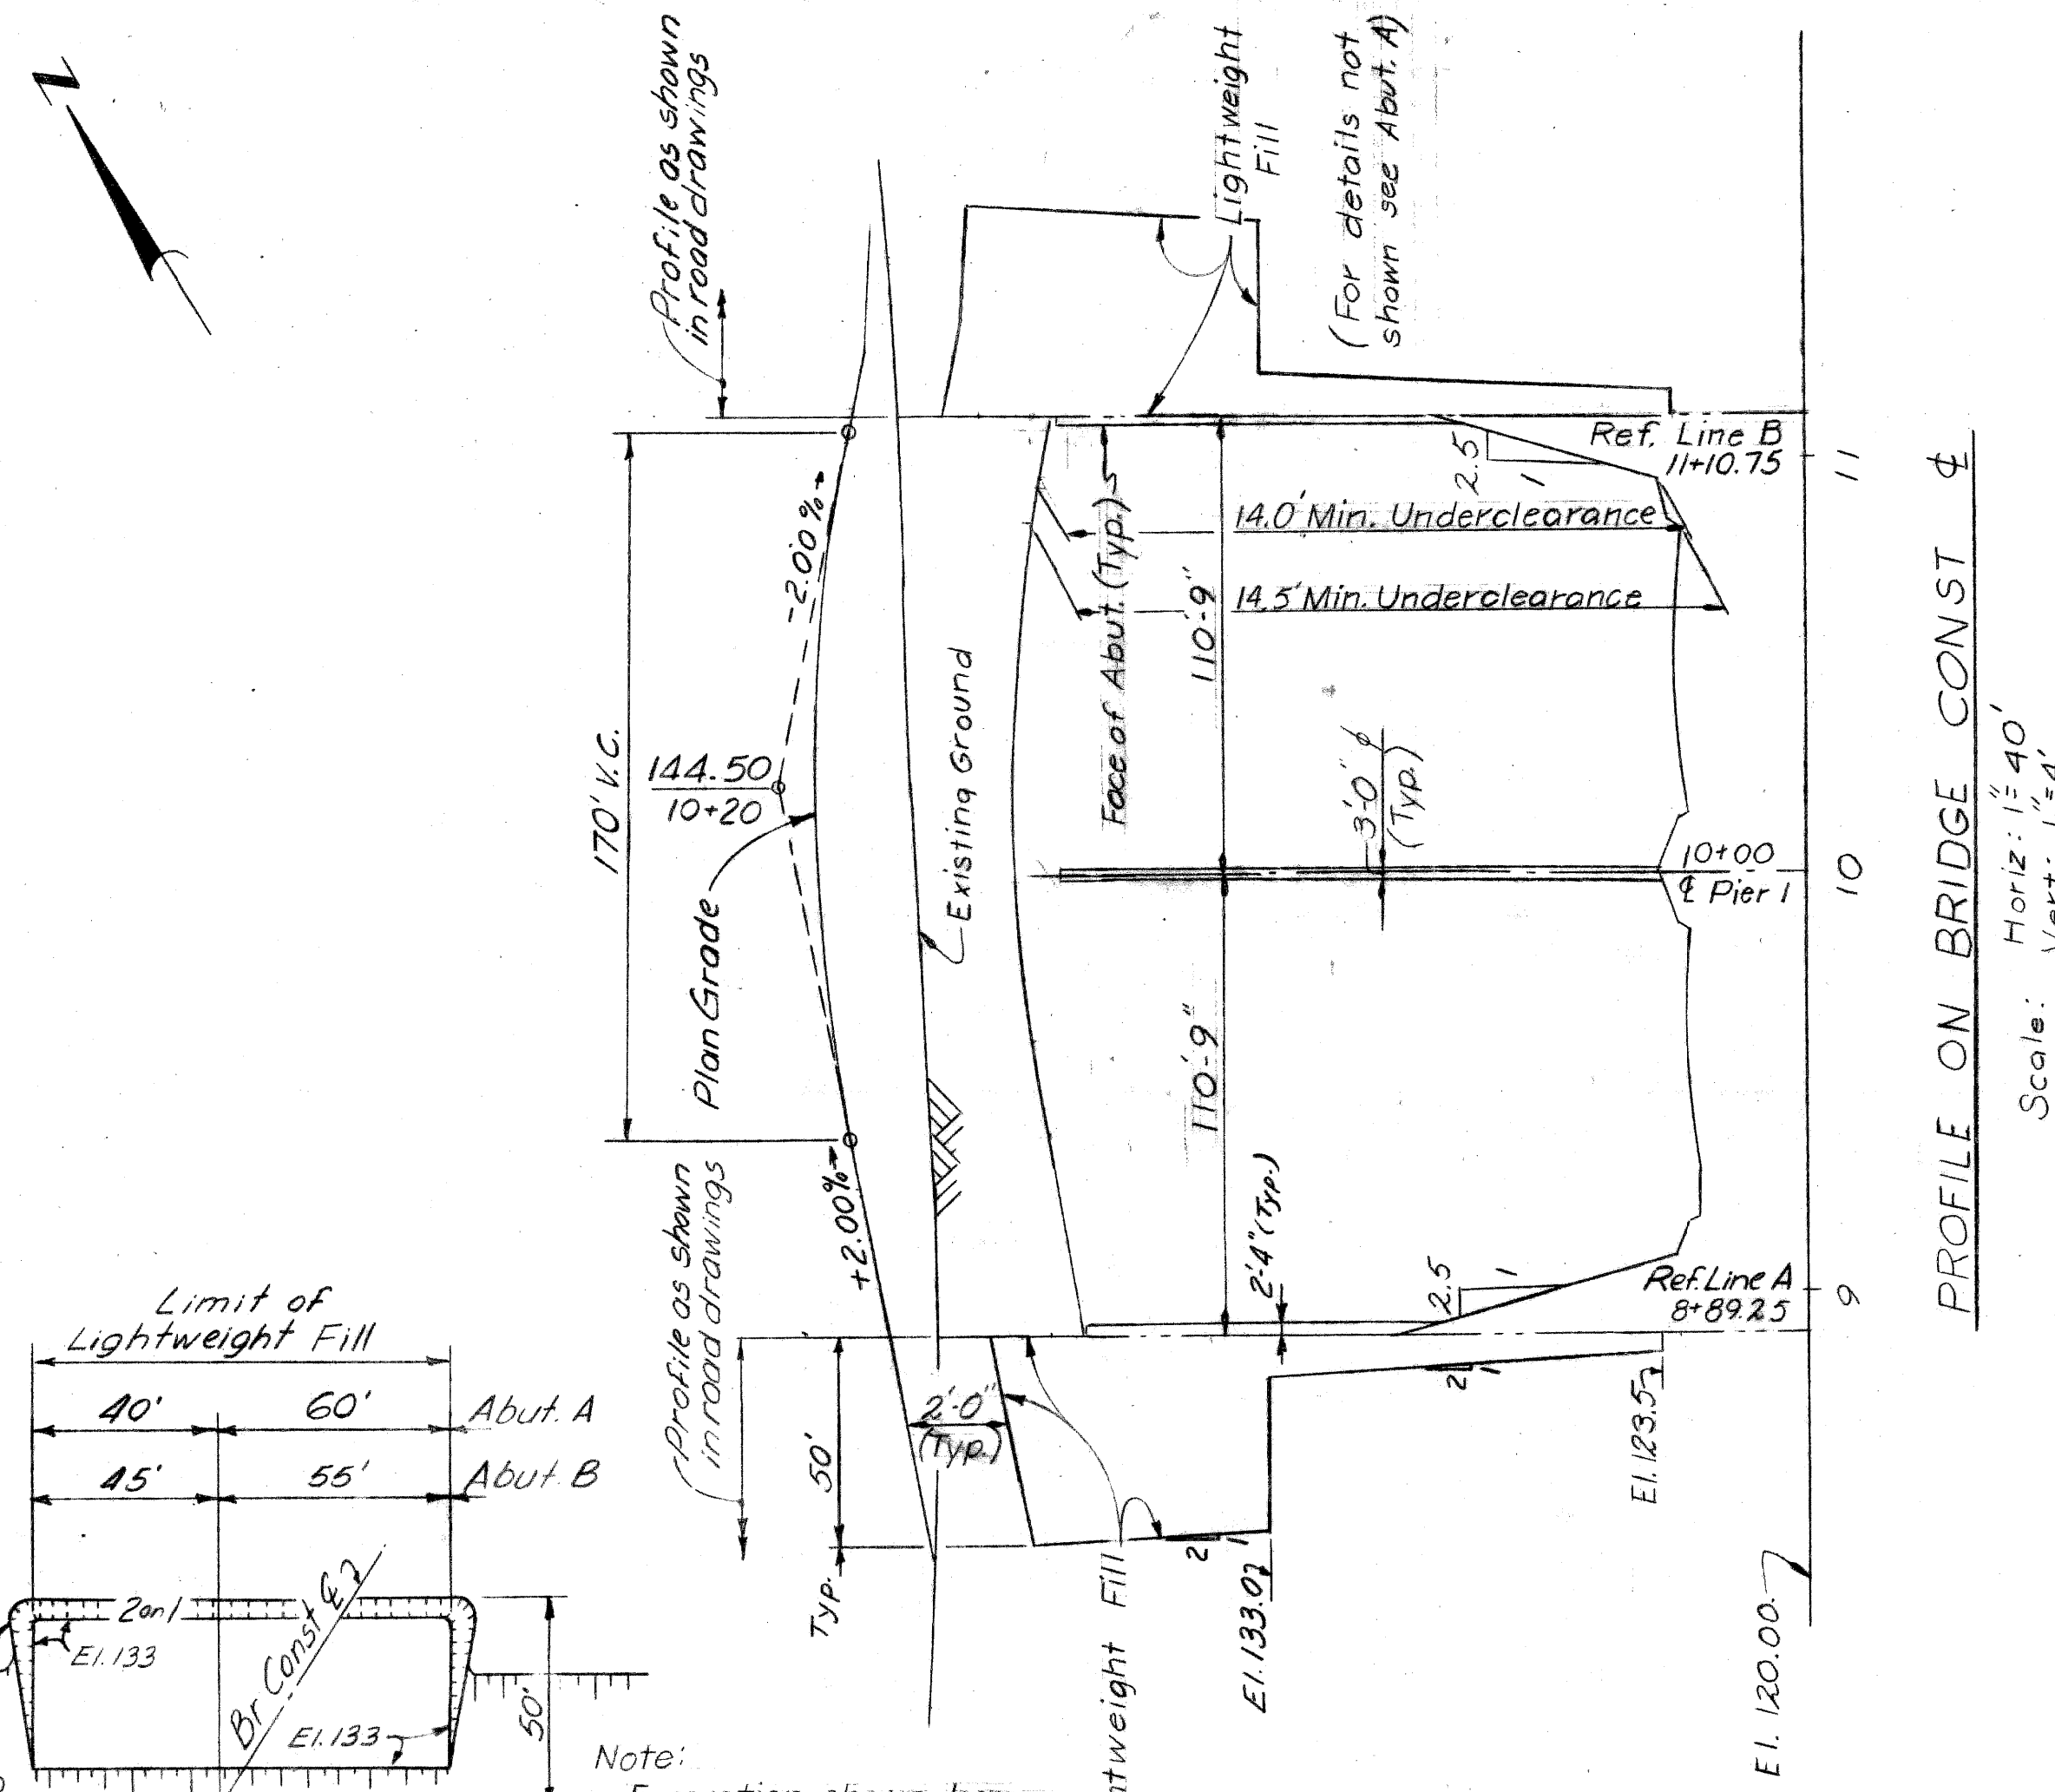 N
Profile as shown
in road drawings
Lightweight
Fill
(For details not
shown see Abut. A)
Ref. Line B
11+10.75
2.5
1
14.0' Min. Underclearance
14.5' Min. Underclearance
Face of Abut. (Typ.)
110'-9"
-2.00%
170' V.C.
144.50
10+20
Plan Grade
Existing Ground
3'-0" ϕ
(Typ.)
10+00
℄ Pier 1
11
10
9
110'-9"
2'-4" (Typ.)
2.5
1
Ref. Line A
8+89.25
+2.00%
Profile as shown
in road drawings
2'-0"
(Typ.)
50'
Typ.
2
1
2
1
El. 123.5
El. 133.0
El. 120.00
tweight Fill
PROFILE ON BRIDGE CONST ℄
Scale: Horiz: 1"=40'
Vert: 1"=4'
Limit of
Lightweight Fill
40' 60' Abut. A
45' 55' Abut. B
2 on 1
El. 133
Br Const ℄
El. 133
50'
Note: